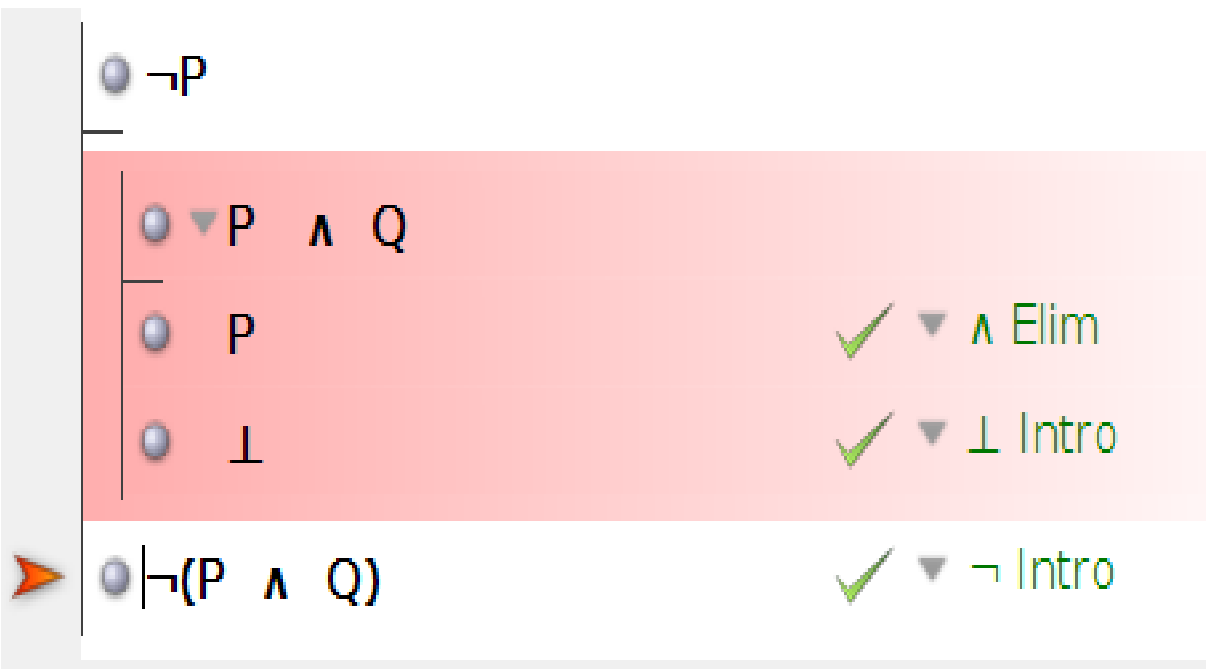 ¬P
P ∧ Q
P ∧ Elim
⊥ ⊥ Intro
¬(P ∧ Q) ¬ Intro